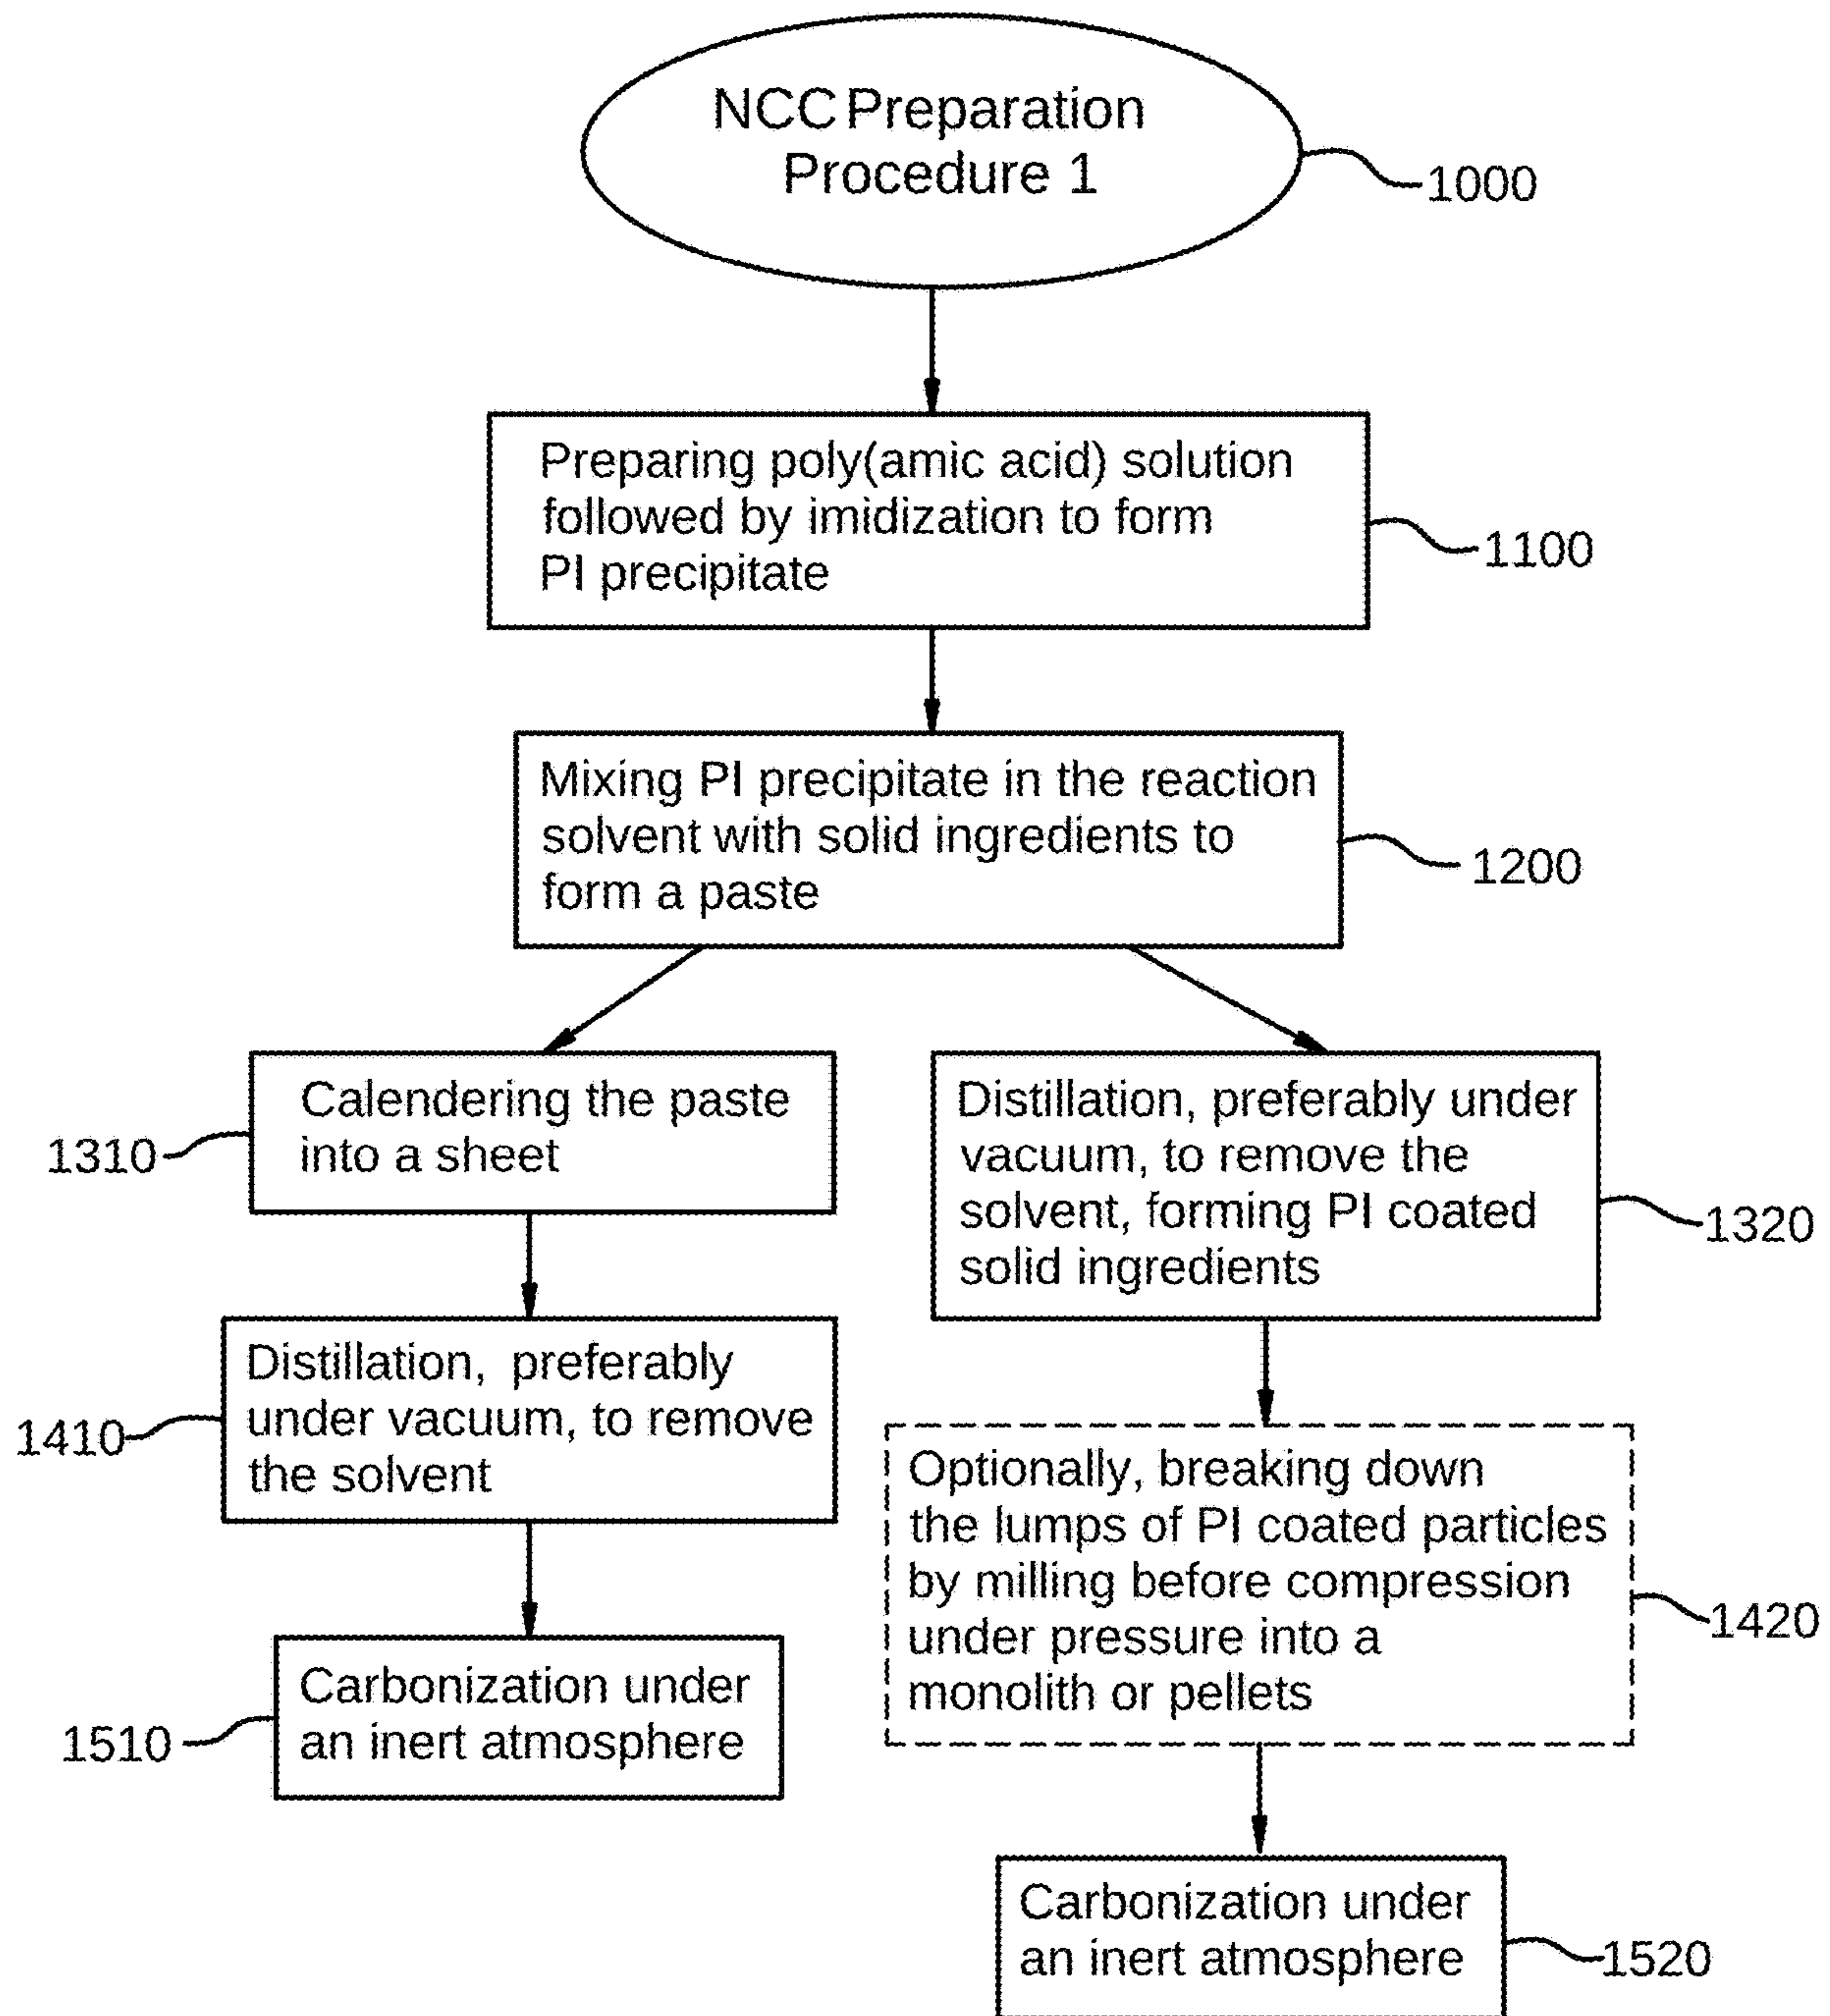 NCC Preparation
Procedure 1
1000
Preparing poly(amic acid) solution
followed by imidization to form
PI precipitate
1100
Mixing PI precipitate in the reaction
solvent with solid ingredients to
form a paste
1200
Calendering the paste
into a sheet
1310
Distillation, preferably
under vacuum, to remove
the solvent
1410
Carbonization under
an inert atmosphere
1510
Distillation, preferably under
vacuum, to remove the
solvent, forming PI coated
solid ingredients
1320
Optionally, breaking down
the lumps of PI coated particles
by milling before compression
under pressure into a
monolith or pellets
1420
Carbonization under
an inert atmosphere
1520